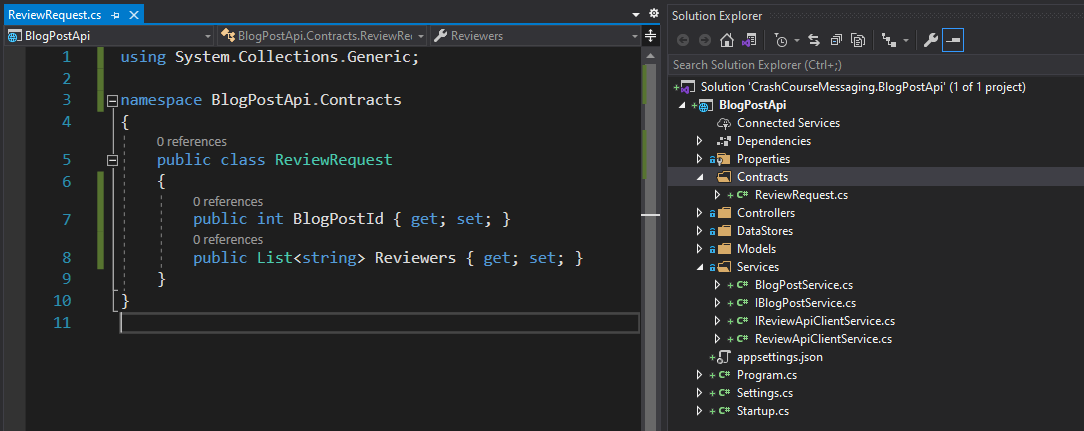 ReviewRequest.cs
BlogPostApi
BlogPostApi.Contracts.ReviewRe
Reviewers
1 using System.Collections.Generic;
2
3 namespace BlogPostApi.Contracts
4 {
0 references
5 public class ReviewRequest
6 {
0 references
7 public int BlogPostId { get; set; }
0 references
8 public List<string> Reviewers { get; set; }
9 }
10 }
11
Solution Explorer
Search Solution Explorer (Ctrl+;)
Solution 'CrashCourseMessaging.BlogPostApi' (1 of 1 project)
BlogPostApi
Connected Services
Dependencies
Properties
Contracts
C# ReviewRequest.cs
Controllers
DataStores
Models
Services
C# BlogPostService.cs
C# IBlogPostService.cs
C# IReviewApiClientService.cs
C# ReviewApiClientService.cs
appsettings.json
C# Program.cs
C# Settings.cs
C# Startup.cs